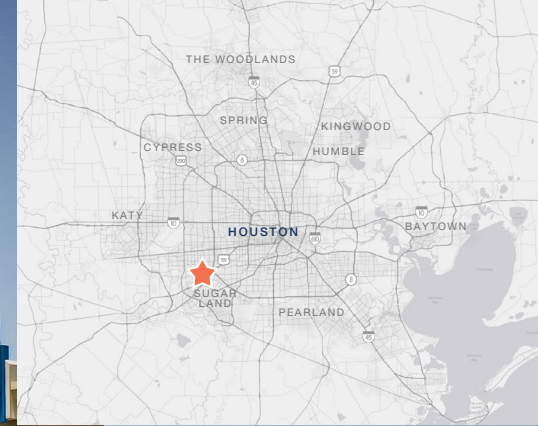 THE WOODLANDS
59
45
SPRING
KINGWOOD
CYPRESS
HUMBLE
290
6
KATY
10
10
HOUSTON
BAYTOWN
610
59
8
SUGAR
LAND
PEARLAND
45